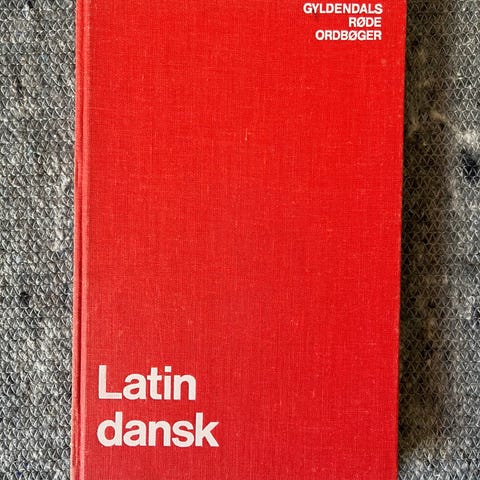 GYLDENDALS
RØDE
ORDBØGER
Latin
dansk